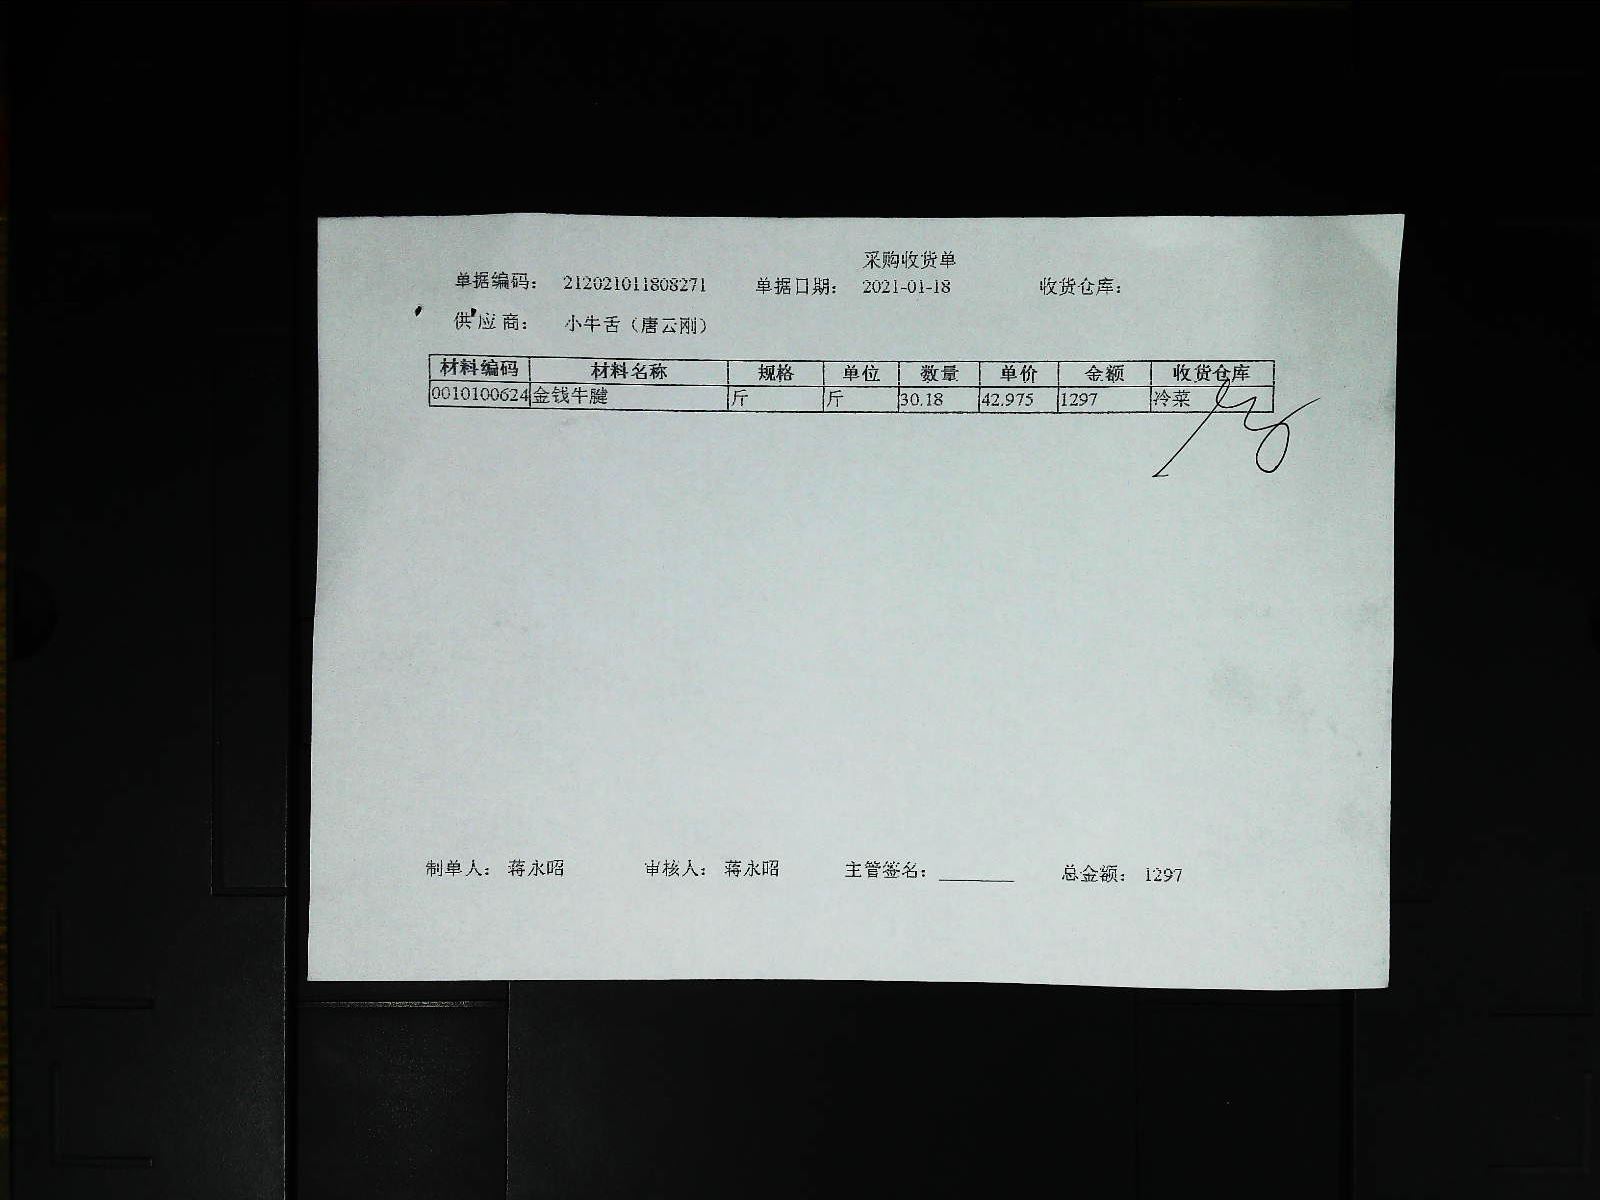 采购收货单
单据编码： 212021011808271 单据日期： 2021-01-18 收货仓库：
供应商： 小牛舌（唐云刚）
材料编码 材料名称 规格 单位 数量 单价 金额 收货仓库
0010100624 金钱牛腱 斤 斤 30.18 42.975 1297 冷菜
制单人： 蒋永昭 审核人： 蒋永昭 主管签名：______ 总金额： 1297